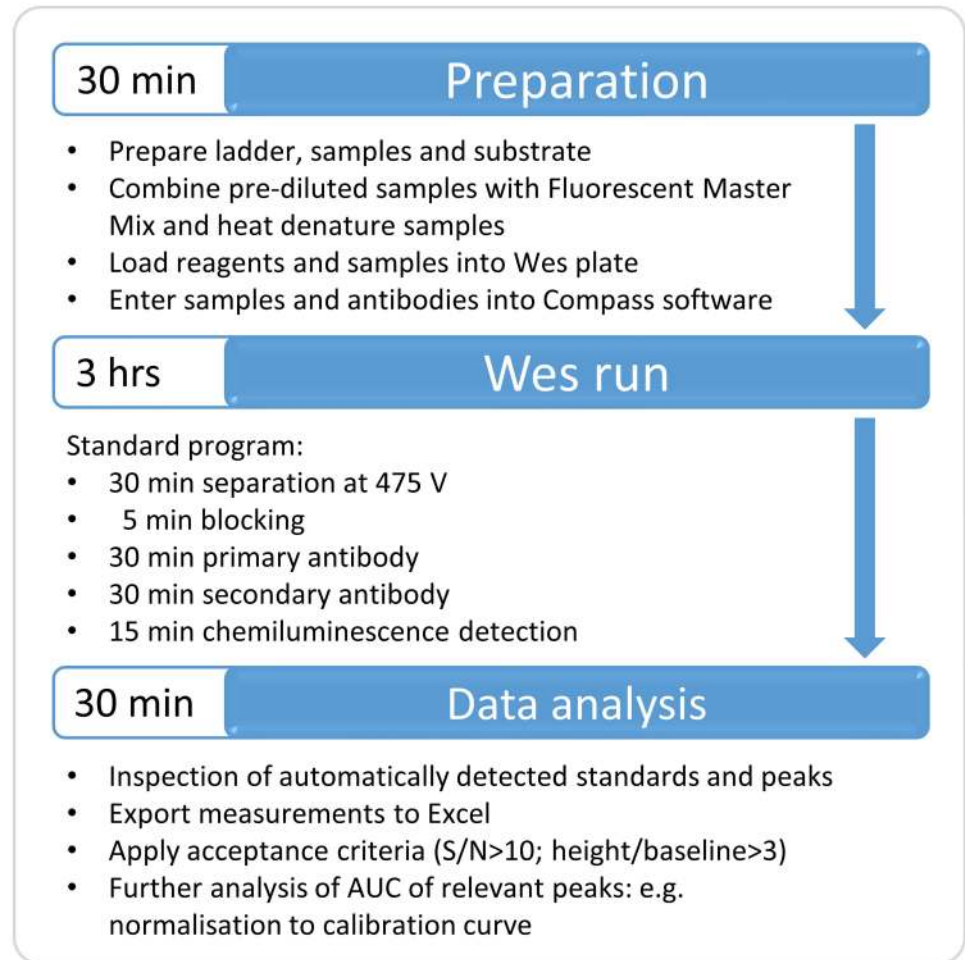 30 min Preparation
• Prepare ladder, samples and substrate
• Combine pre-diluted samples with Fluorescent Master
Mix and heat denature samples
• Load reagents and samples into Wes plate
• Enter samples and antibodies into Compass software
3 hrs Wes run
Standard program:
• 30 min separation at 475 V
• 5 min blocking
• 30 min primary antibody
• 30 min secondary antibody
• 15 min chemiluminescence detection
30 min Data analysis
• Inspection of automatically detected standards and peaks
• Export measurements to Excel
• Apply acceptance criteria (S/N>10; height/baseline>3)
• Further analysis of AUC of relevant peaks: e.g.
normalisation to calibration curve